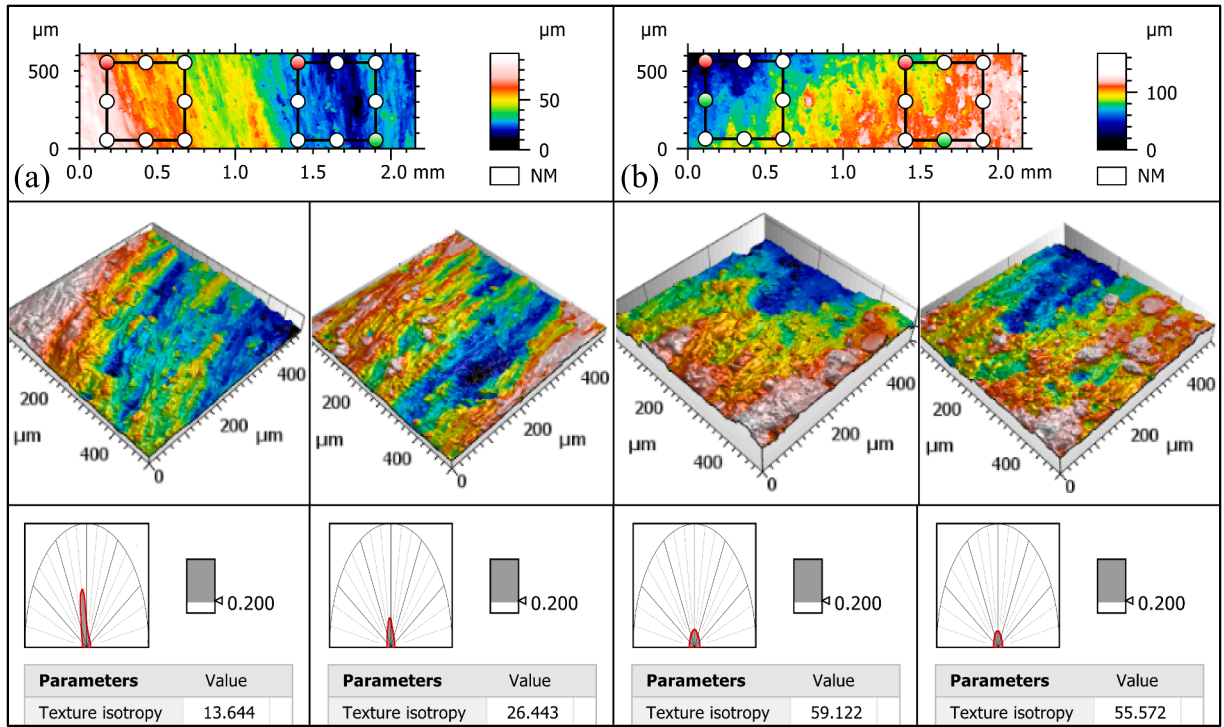 µm
µm
500
0
50
0
0.0 0.5 1.0 1.5 2.0 mm
NM
(a)
µm
µm
500
0
100
0
0.0 0.5 1.0 1.5 2.0
NM
(b)
200
400
µm
0
200
400
µm
200
400
µm
0
200
400
µm
200
400
µm
0
200
400
µm
200
400
µm
0
200
400
µm
0.200
Parameters Value
Texture isotropy 13.644
0.200
Parameters Value
Texture isotropy 26.443
0.200
Parameters Value
Texture isotropy 59.122
0.200
Parameters Value
Texture isotropy 55.572